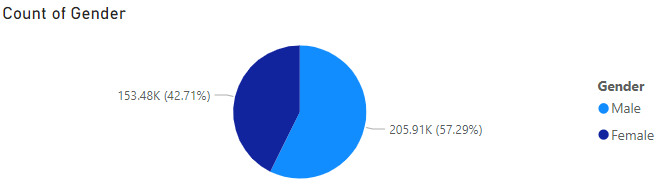 Count of Gender
153.48K (42.71%)
205.91K (57.29%)
Gender
Male
Female